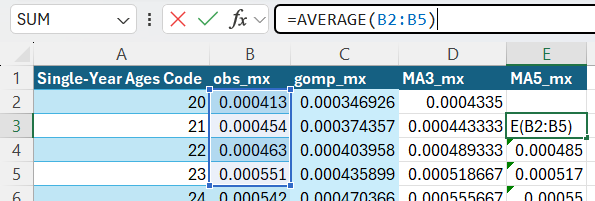 SUM fx =AVERAGE(B2:B5)
A B C D E
1 Single-Year Ages Code obs_mx gomp_mx MA3_mx MA5_mx
2 20 0.000413 0.000346926 0.0004335
3 21 0.000454 0.000374357 0.000443333 E(B2:B5)
4 22 0.000463 0.000403958 0.000489333 0.000485
5 23 0.000551 0.000435899 0.000518667 0.000517
6 24 0.000542 0.000470366 0.000555667 0.00055